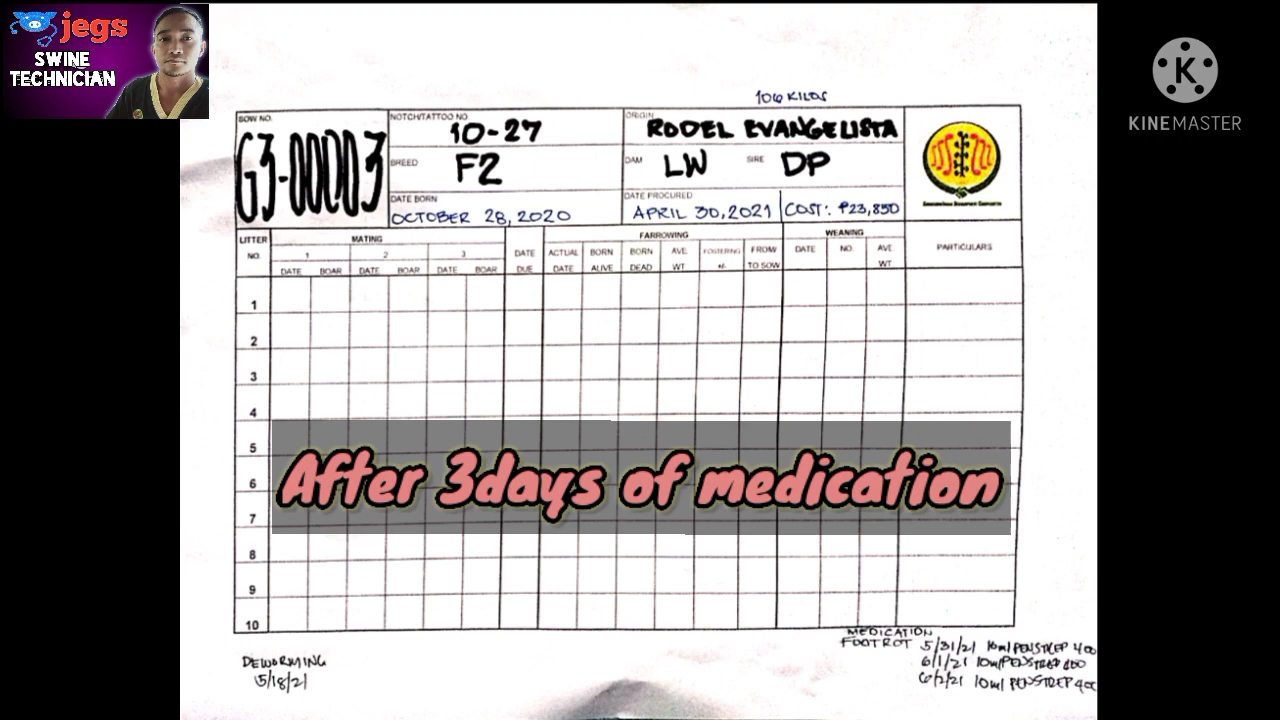 jegs
SWINE
TECHNICIAN
KINEMASTER
106 KILOS
SOW NO.
G3-00003
NOTCH/TATTOO NO
10-27
BREED
F2
DATE BORN
OCTOBER 28, 2020
ORIGIN
RODEL EVANGELISTA
DAM LW SIRE DP
DATE PROCURED
APRIL 30, 2021 COST: ₱23,850
LITTER
NO.
MATING
1 2 3
DATE BOAR DATE BOAR DATE BOAR
DATE
DUE
FARROWING
ACTUAL
DATE
BORN
ALIVE
BORN
DEAD
AVE.
WT
FOSTERING
+/-
FROM
TO SOW
WEANING
DATE NO. AVE.
WT
PARTICULARS
1
2
3
4
5
6
7
8
9
10
After 3days of medication
DEWORMING
5/18/21
MEDICATION
FOOTROT 5/31/21 10ml PENSTREP 400
6/1/21 10ml PENSTREP 400
6/2/21 10ml PENSTREP 400